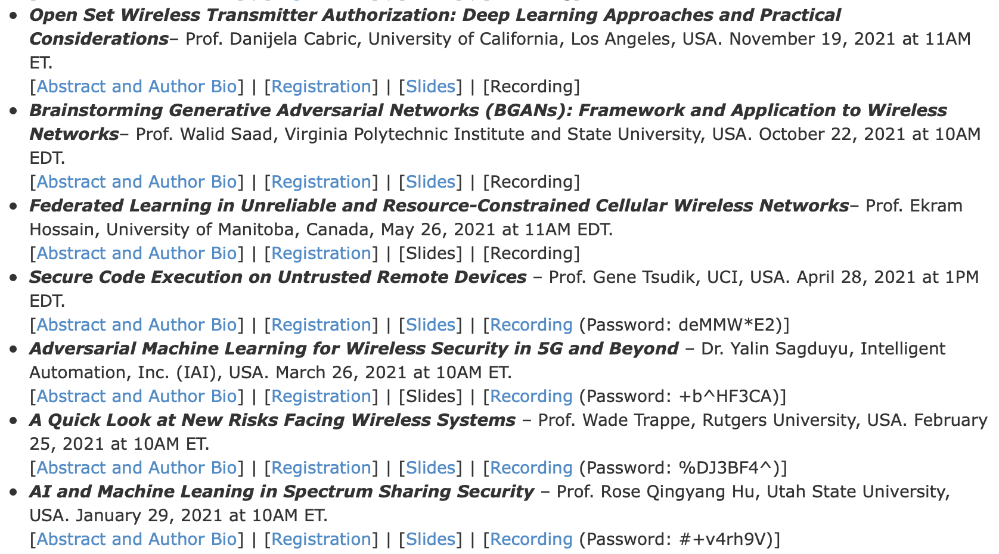 • Open Set Wireless Transmitter Authorization: Deep Learning Approaches and Practical
Considerations– Prof. Danijela Cabric, University of California, Los Angeles, USA. November 19, 2021 at 11AM
ET.
[Abstract and Author Bio] | [Registration] | [Slides] | [Recording]
• Brainstorming Generative Adversarial Networks (BGANs): Framework and Application to Wireless
Networks– Prof. Walid Saad, Virginia Polytechnic Institute and State University, USA. October 22, 2021 at 10AM
EDT.
[Abstract and Author Bio] | [Registration] | [Slides] | [Recording]
• Federated Learning in Unreliable and Resource-Constrained Cellular Wireless Networks– Prof. Ekram
Hossain, University of Manitoba, Canada, May 26, 2021 at 11AM EDT.
[Abstract and Author Bio] | [Registration] | [Slides] | [Recording]
• Secure Code Execution on Untrusted Remote Devices – Prof. Gene Tsudik, UCI, USA. April 28, 2021 at 1PM
EDT.
[Abstract and Author Bio] | [Registration] | [Slides] | [Recording (Password: deMMW*E2)]
• Adversarial Machine Learning for Wireless Security in 5G and Beyond – Dr. Yalin Sagduyu, Intelligent
Automation, Inc. (IAI), USA. March 26, 2021 at 10AM ET.
[Abstract and Author Bio] | [Registration] | [Slides] | [Recording (Password: +b^HF3CA)]
• A Quick Look at New Risks Facing Wireless Systems – Prof. Wade Trappe, Rutgers University, USA. February
25, 2021 at 10AM ET.
[Abstract and Author Bio] | [Registration] | [Slides] | [Recording (Password: %DJ3BF4^)]
• AI and Machine Leaning in Spectrum Sharing Security – Prof. Rose Qingyang Hu, Utah State University,
USA. January 29, 2021 at 10AM ET.
[Abstract and Author Bio] | [Registration] | [Slides] | [Recording (Password: #+v4rh9V)]